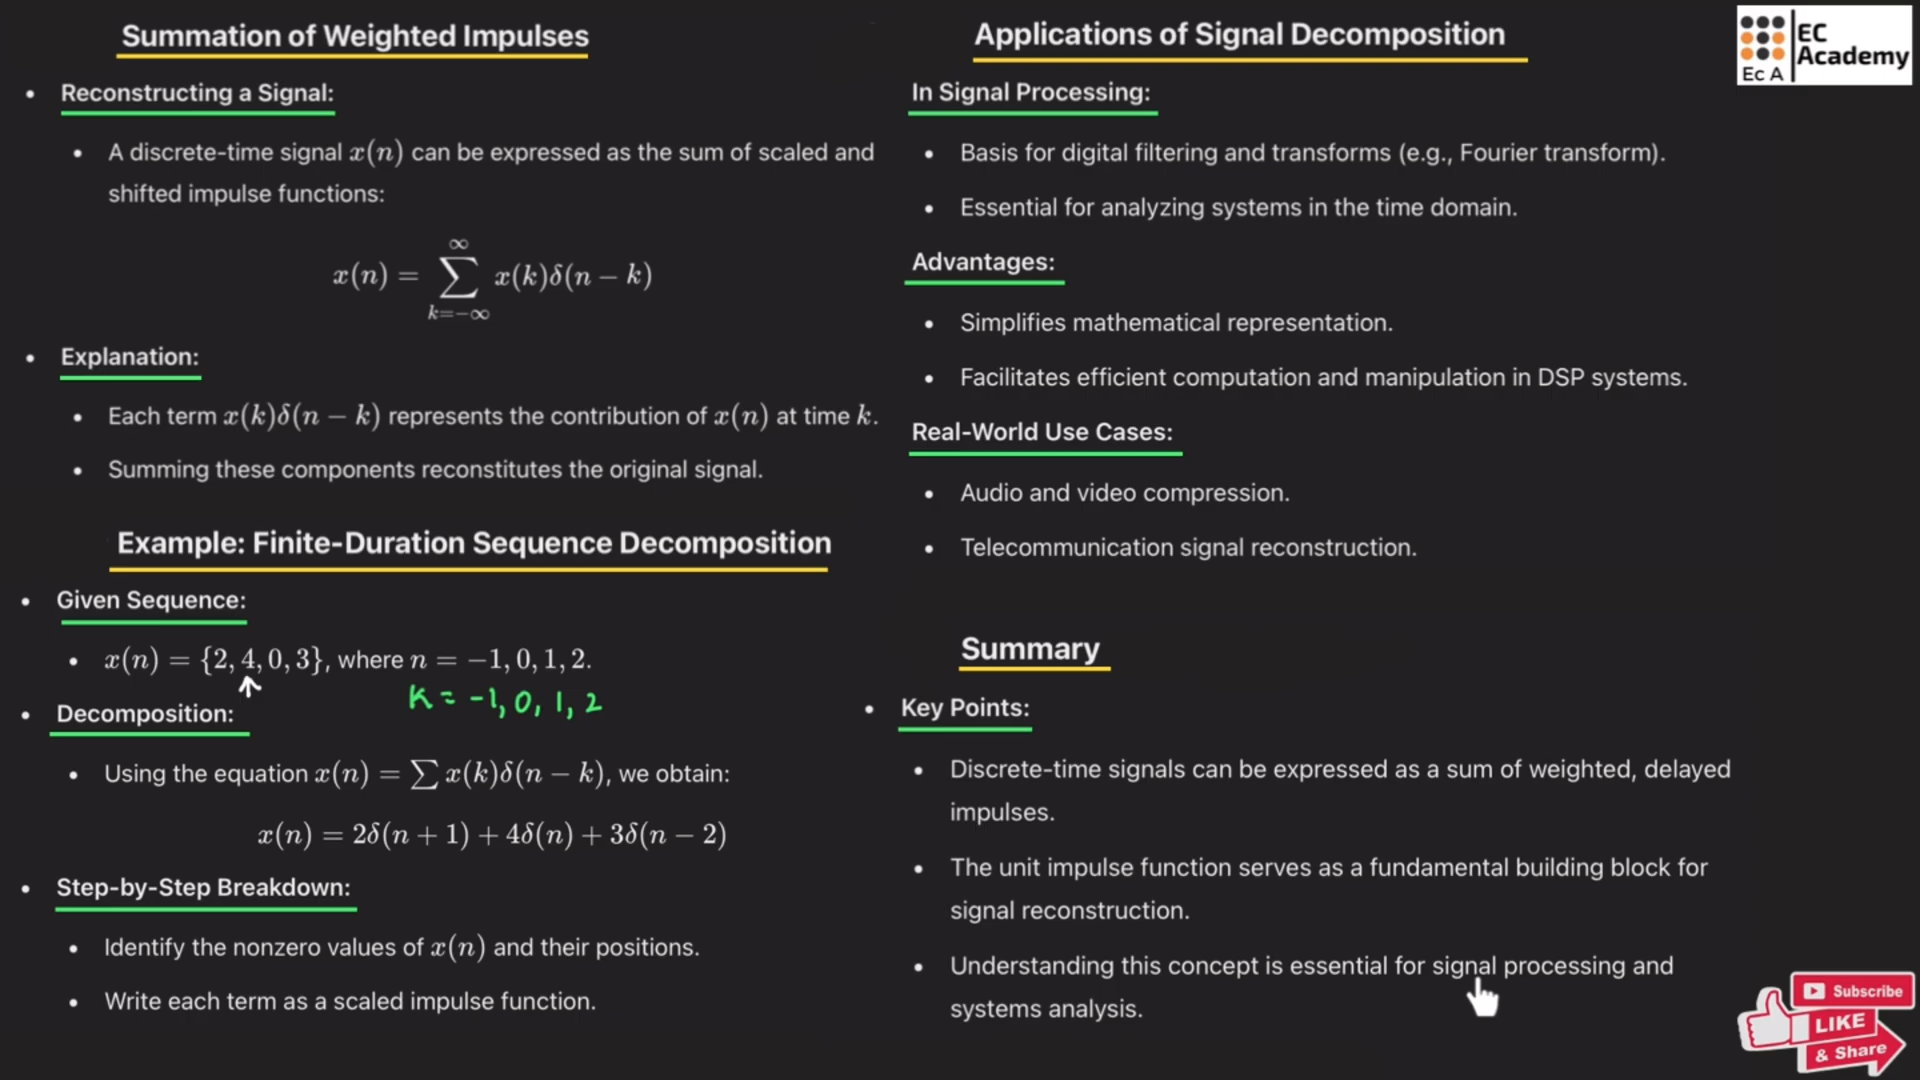 Summation of Weighted Impulses
• Reconstructing a Signal:
• A discrete-time signal x(n) can be expressed as the sum of scaled and
shifted impulse functions:
x(n) = ∑_{k=−∞}^{∞} x(k)δ(n − k)
• Explanation:
• Each term x(k)δ(n − k) represents the contribution of x(n) at time k.
• Summing these components reconstitutes the original signal.
Example: Finite-Duration Sequence Decomposition
• Given Sequence:
• x(n) = {2, 4, 0, 3}, where n = −1, 0, 1, 2.
K = -1, 0, 1, 2
• Decomposition:
• Using the equation x(n) = ∑ x(k)δ(n − k), we obtain:
x(n) = 2δ(n + 1) + 4δ(n) + 3δ(n − 2)
• Step-by-Step Breakdown:
• Identify the nonzero values of x(n) and their positions.
• Write each term as a scaled impulse function.
Applications of Signal Decomposition
In Signal Processing:
• Basis for digital filtering and transforms (e.g., Fourier transform).
• Essential for analyzing systems in the time domain.
Advantages:
• Simplifies mathematical representation.
• Facilitates efficient computation and manipulation in DSP systems.
Real-World Use Cases:
• Audio and video compression.
• Telecommunication signal reconstruction.
Summary
• Key Points:
• Discrete-time signals can be expressed as a sum of weighted, delayed
impulses.
• The unit impulse function serves as a fundamental building block for
signal reconstruction.
• Understanding this concept is essential for signal processing and
systems analysis.
EC
Academy
Ec A
Subscribe
LIKE
& Share